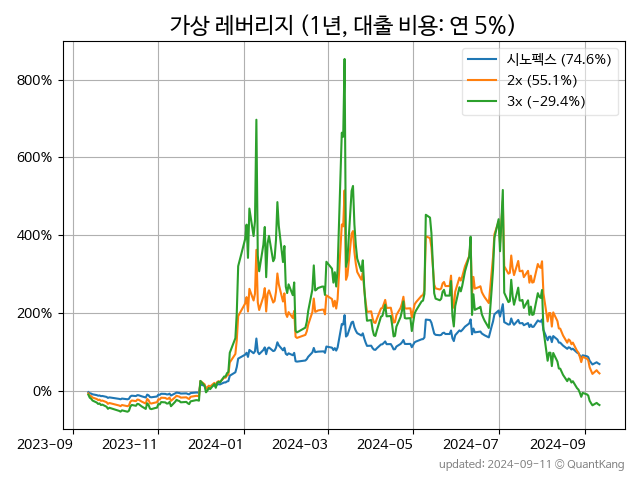 가상 레버리지 (1년, 대출 비용: 연 5%)
시노펙스 (74.6%)
2x (55.1%)
3x (−29.4%)
800%
600%
400%
200%
0%
2023-09
2023-11
2024-01
2024-03
2024-05
2024-07
2024-09
updated: 2024-09-11 © QuantKang